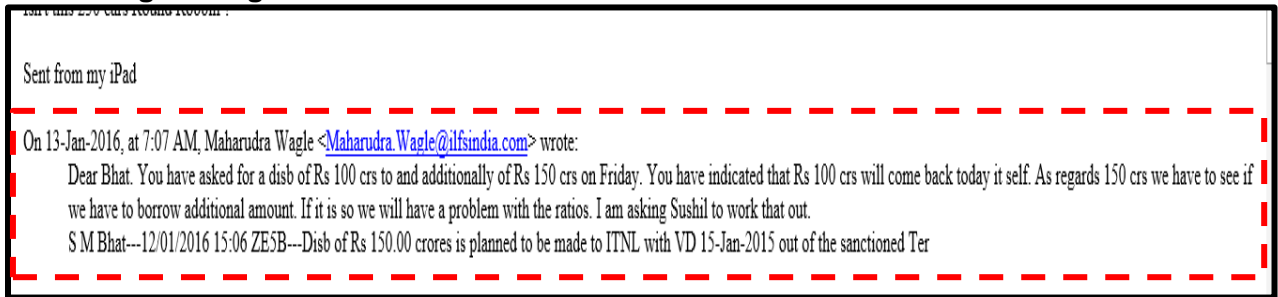 Sent from my iPad
On 13-Jan-2016, at 7:07 AM, Maharudra Wagle <Maharudra.Wagle@ilfsindia.com> wrote:
Dear Bhat. You have asked for a disb of Rs 100 crs to and additionally of Rs 150 crs on Friday. You have indicated that Rs 100 crs will come back today it self. As regards 150 crs we have to see if
we have to borrow additional amount. If it is so we will have a problem with the ratios. I am asking Sushil to work that out.
S M Bhat---12/01/2016 15:06 ZE5B---Disb of Rs 150.00 crores is planned to be made to ITNL with VD 15-Jan-2015 out of the sanctioned Ter